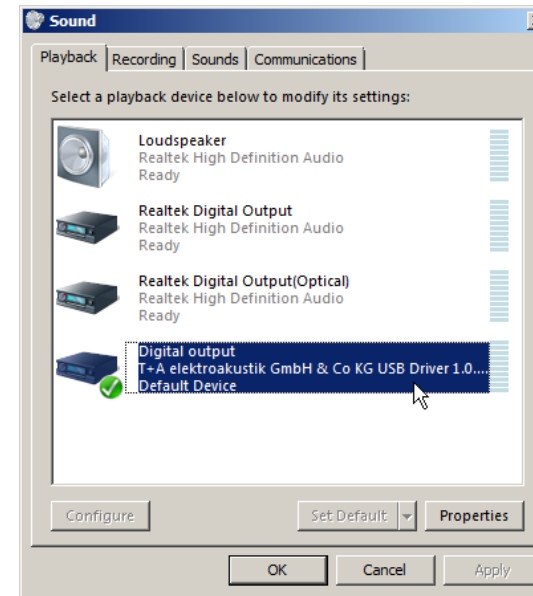 Sound
Playback Recording Sounds Communications
Select a playback device below to modify its settings:
Loudspeaker
Realtek High Definition Audio
Ready
Realtek Digital Output
Realtek High Definition Audio
Ready
Realtek Digital Output(Optical)
Realtek High Definition Audio
Ready
Digital output
T+A elektroakustik GmbH & Co KG USB Driver 1.0....
Default Device
Configure Set Default Properties
OK Cancel Apply